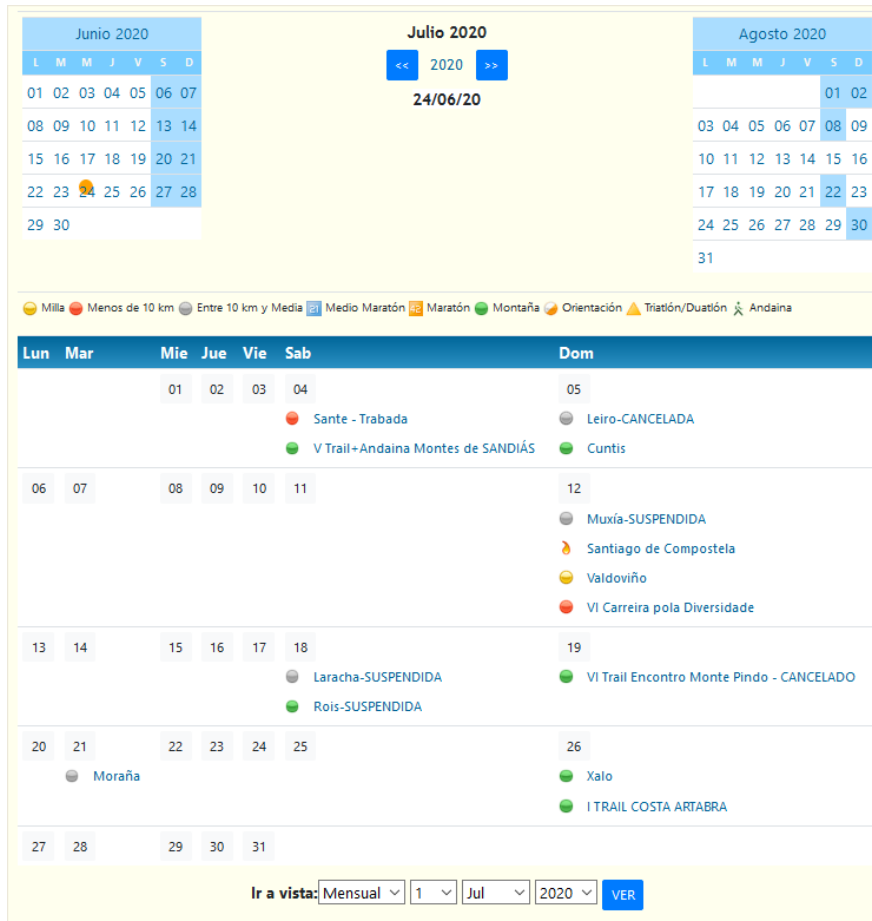 Junio 2020
L M M J V S D
01 02 03 04 05 06 07
08 09 10 11 12 13 14
15 16 17 18 19 20 21
22 23 24 25 26 27 28
29 30
Julio 2020
<< 2020 >>
24/06/20
Agosto 2020
L M M J V S D
01 02
03 04 05 06 07 08 09
10 11 12 13 14 15 16
17 18 19 20 21 22 23
24 25 26 27 28 29 30
31
Milla Menos de 10 km Entre 10 km y Media 21 Medio Maratón 42 Maratón Montaña Orientación Triatlón/Duatlón Andaina
Lun Mar Mie Jue Vie Sab Dom
01 02 03 04 05
Sante - Trabada Leiro-CANCELADA
V Trail+Andaina Montes de SANDIÁS Cuntis
06 07 08 09 10 11 12
Muxía-SUSPENDIDA
Santiago de Compostela
Valdoviño
VI Carreira pola Diversidade
13 14 15 16 17 18 19
Laracha-SUSPENDIDA VI Trail Encontro Monte Pindo - CANCELADO
Rois-SUSPENDIDA
20 21 22 23 24 25 26
Moraña Xalo
I TRAIL COSTA ARTABRA
27 28 29 30 31
Ir a vista: Mensual 1 Jul 2020 VER